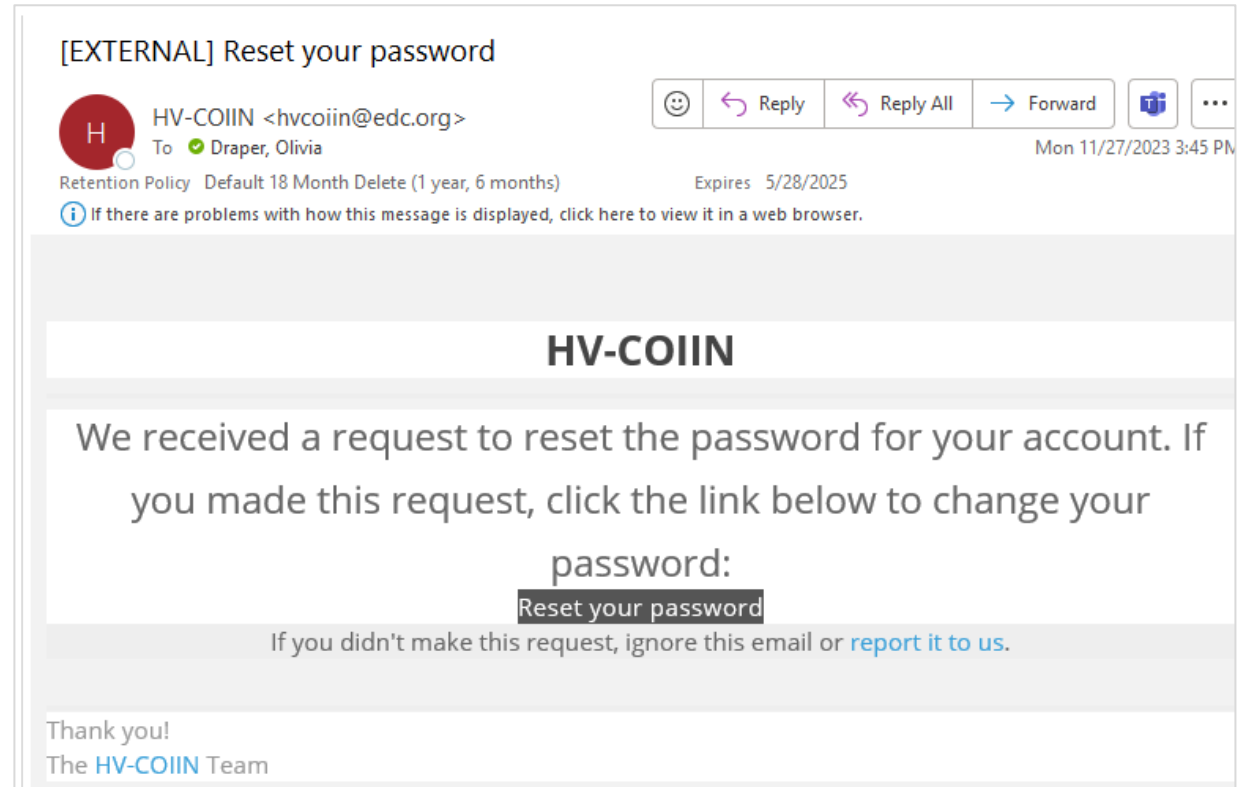 [EXTERNAL] Reset your password
H
HV-COIIN <hvcoiin@edc.org>
Reply
Reply All
Forward
To Draper, Olivia
Mon 11/27/2023 3:45 PM
Retention Policy Default 18 Month Delete (1 year, 6 months)
Expires 5/28/2025
If there are problems with how this message is displayed, click here to view it in a web browser.
HV-COIIN
We received a request to reset the password for your account. If
you made this request, click the link below to change your
password:
Reset your password
If you didn't make this request, ignore this email or report it to us.
Thank you!
The HV-COIIN Team